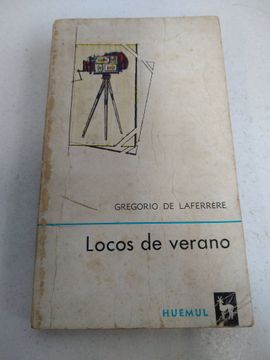 GREGORIO DE LAFERRERE
Locos de verano
HUEMUL